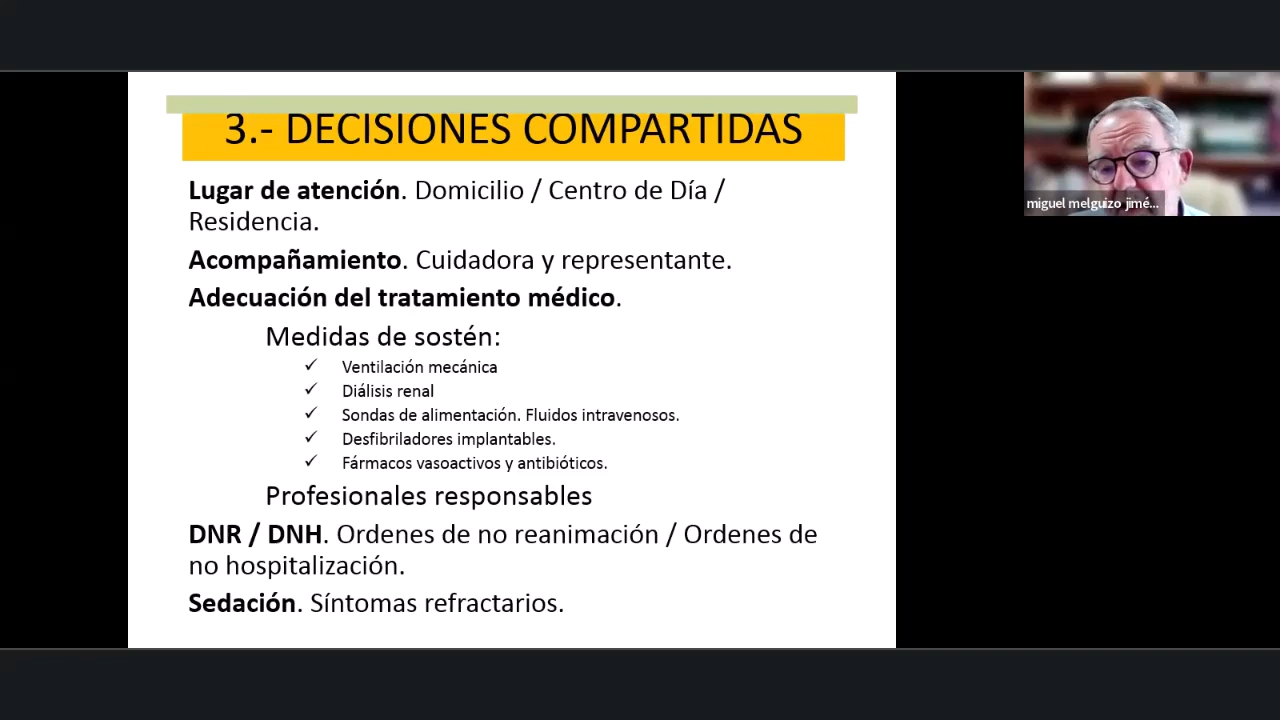 3.- DECISIONES COMPARTIDAS
Lugar de atención. Domicilio / Centro de Día /
Residencia.
Acompañamiento. Cuidadora y representante.
Adecuación del tratamiento médico.
Medidas de sostén:
✓ Ventilación mecánica
✓ Diálisis renal
✓ Sondas de alimentación. Fluidos intravenosos.
✓ Desfibriladores implantables.
✓ Fármacos vasoactivos y antibióticos.
Profesionales responsables
DNR / DNH. Ordenes de no reanimación / Ordenes de
no hospitalización.
Sedación. Síntomas refractarios.
miguel melguizo jimé...